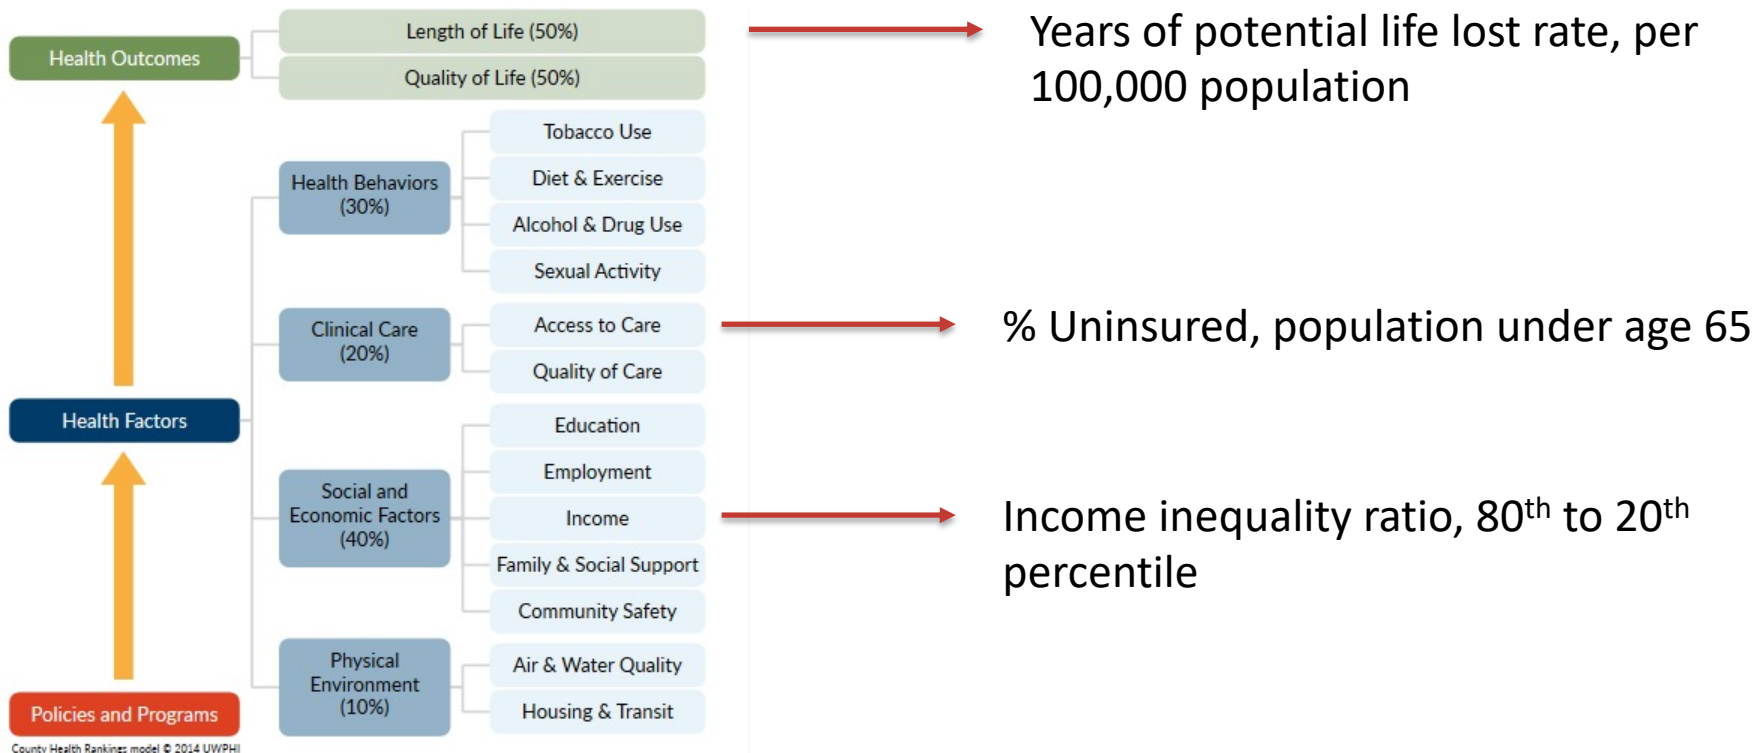 Health Outcomes
Length of Life (50%)
Quality of Life (50%)
Years of potential life lost rate, per
100,000 population
Health Factors
Health Behaviors
(30%)
Tobacco Use
Diet & Exercise
Alcohol & Drug Use
Sexual Activity
Clinical Care
(20%)
Access to Care
Quality of Care
% Uninsured, population under age 65
Social and
Economic Factors
(40%)
Education
Employment
Income
Family & Social Support
Community Safety
Income inequality ratio, 80th to 20th
percentile
Physical
Environment
(10%)
Air & Water Quality
Housing & Transit
Policies and Programs
County Health Rankings model © 2014 UWPHI